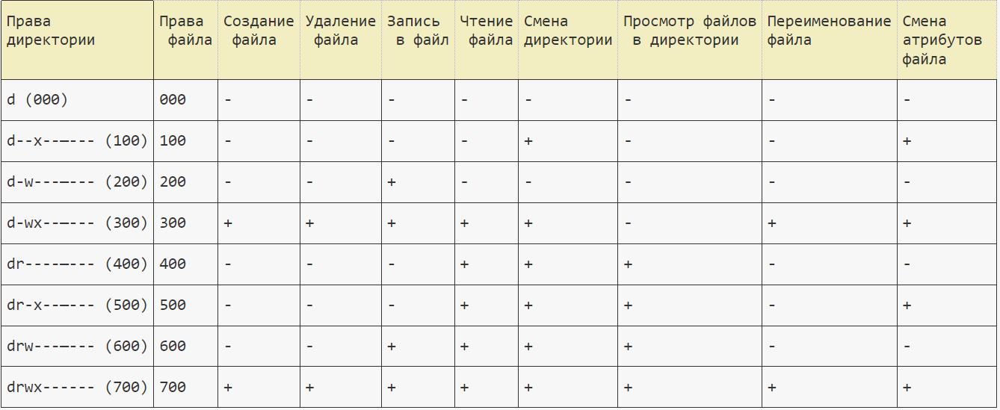 Права директории | Права файла | Создание файла | Удаление файла | Запись в файл | Чтение файла | Смена директории | Просмотр файлов в директории | Переименование файла | Смена атрибутов файла
d (000) | 000 | - | - | - | - | - | - | - | -
d--x--—--- (100) | 100 | - | - | - | - | + | - | - | +
d-w---—--- (200) | 200 | - | - | + | - | - | - | - | -
d-wx--—--- (300) | 300 | + | + | + | + | + | - | + | +
dr----—--- (400) | 400 | - | - | - | + | + | + | - | -
dr-x--—--- (500) | 500 | - | - | - | + | + | + | - | +
drw---—--- (600) | 600 | - | - | + | + | + | + | - | -
drwx------ (700) | 700 | + | + | + | + | + | + | + | +